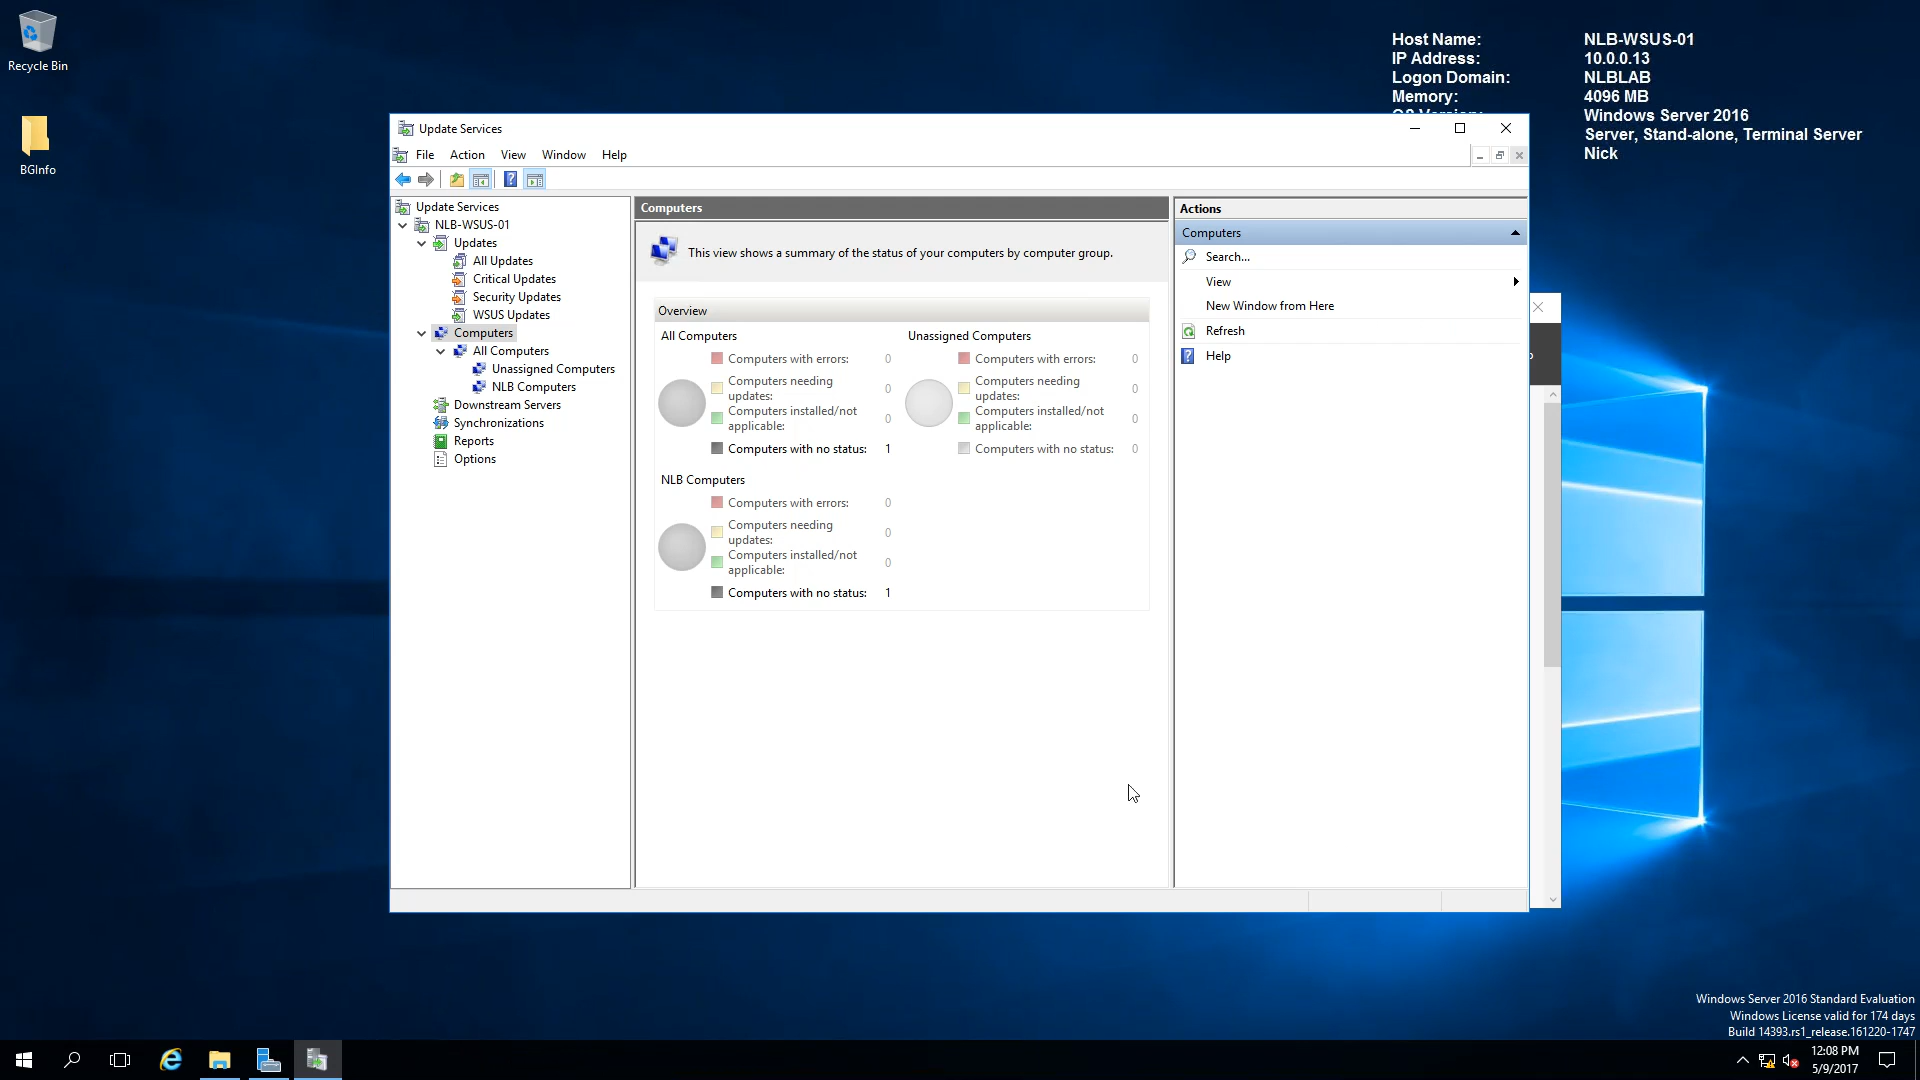 Recycle Bin
BGInfo
Host Name: NLB-WSUS-01
IP Address: 10.0.0.13
Logon Domain: NLBLAB
Memory: 4096 MB
Windows Server 2016
Server, Stand-alone, Terminal Server
Nick
Update Services
File Action View Window Help
Update Services
NLB-WSUS-01
Updates
All Updates
Critical Updates
Security Updates
WSUS Updates
Computers
All Computers
Unassigned Computers
NLB Computers
Downstream Servers
Synchronizations
Reports
Options
Computers
This view shows a summary of the status of your computers by computer group.
Overview
All Computers
Computers with errors: 0
Computers needing
updates: 0
Computers installed/not
applicable: 0
Computers with no status: 1
Unassigned Computers
Computers with errors: 0
Computers needing
updates: 0
Computers installed/not
applicable: 0
Computers with no status: 0
NLB Computers
Computers with errors: 0
Computers needing
updates: 0
Computers installed/not
applicable: 0
Computers with no status: 1
Actions
Computers
Search...
View
New Window from Here
Refresh
Help
Windows Server 2016 Standard Evaluation
Windows License valid for 174 days
Build 14393.rs1_release.161220-1747
12:08 PM
5/9/2017